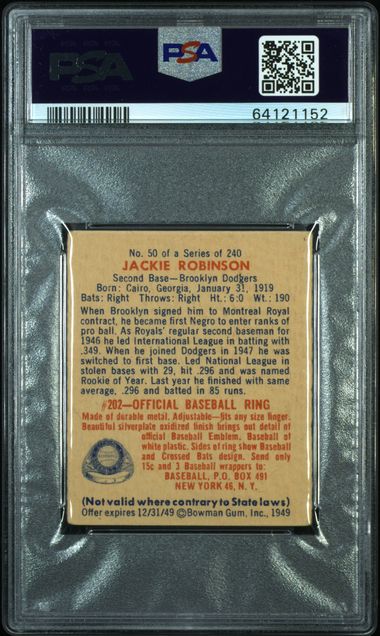 PSA
PSA
64121152
No. 50 of a Series of 240
JACKIE ROBINSON
Second Base—Brooklyn Dodgers
Born: Cairo, Georgia, January 31, 1919
Bats: Right Throws: Right Ht.: 6:0 Wt.: 190
When Brooklyn signed him to Montreal Royal
contract, he became first Negro to enter ranks of
pro ball. As Royals' regular second baseman for
1946 he led International League in batting with
.349. When he joined Dodgers in 1947 he was
switched to first base. Led National League in
stolen bases with 29, hit .296 and was named
Rookie of Year. Last year he finished with same
average, .296 and batted in 85 runs.
#202—OFFICIAL BASEBALL RING
Made of durable metal. Adjustable—fits any size finger.
Beautiful silverplate oxidized finish brings out detail of
official Baseball Emblem, Baseball of
white plastic. Sides of ring show Baseball
and Crossed Bats design. Send only
15c and 3 Baseball wrappers to:
BASEBALL, P.O. BOX 491
NEW YORK 46, N. Y.
(Not valid where contrary to State laws)
Offer expires 12/31/49 ©Bowman Gum, Inc., 1949